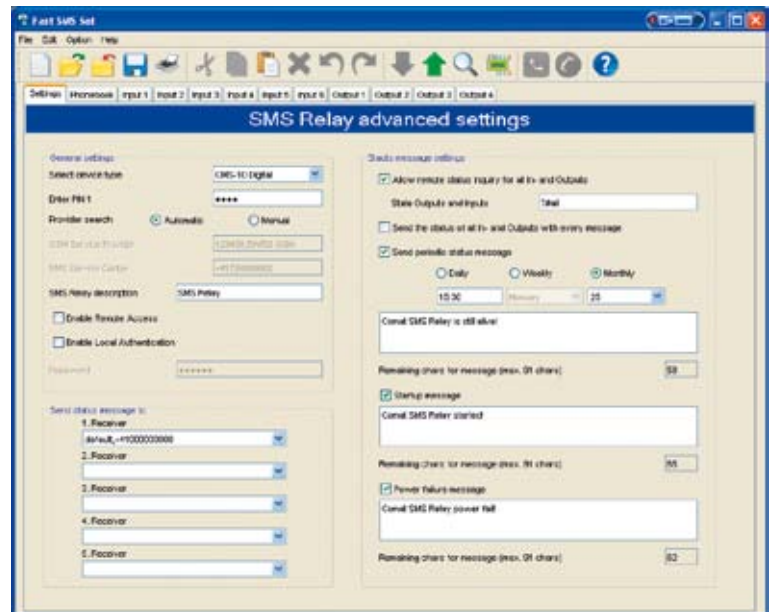 Fast SMS Set
File Edit Option Help
Settings Phonebook Input 1 Input 2 Input 3 Input 4 Input 5 Input 6 Output 1 Output 2 Output 3 Output 4
SMS Relay advanced settings
General settings
Select device type CMS-10 Digital
Enter PIN 1 ****
Provider search: Automatic Manual
GSM Service Provider
SMS Service Center
SMS Relay description SMS Relay
Enable Remote Access
Enable Local Authentication
Password ******
Send status message to
1. Receiver
default,+41000000000
2. Receiver
3. Receiver
4. Receiver
5. Receiver
Status message settings
Allow remote status inquiry for all In- and Outputs
State Outputs and Inputs
Send the status of all In- and Outputs with every message
Send periodic status message
Daily Weekly Monthly
15:30 25
Comat SMS Relay is still alive!
Remaining chars for message (max. 91 chars)
Startup message
Comat SMS Relay started!
Remaining chars for message (max. 91 chars)
Power failure message
Comat SMS Relay power fail!
Remaining chars for message (max. 91 chars)